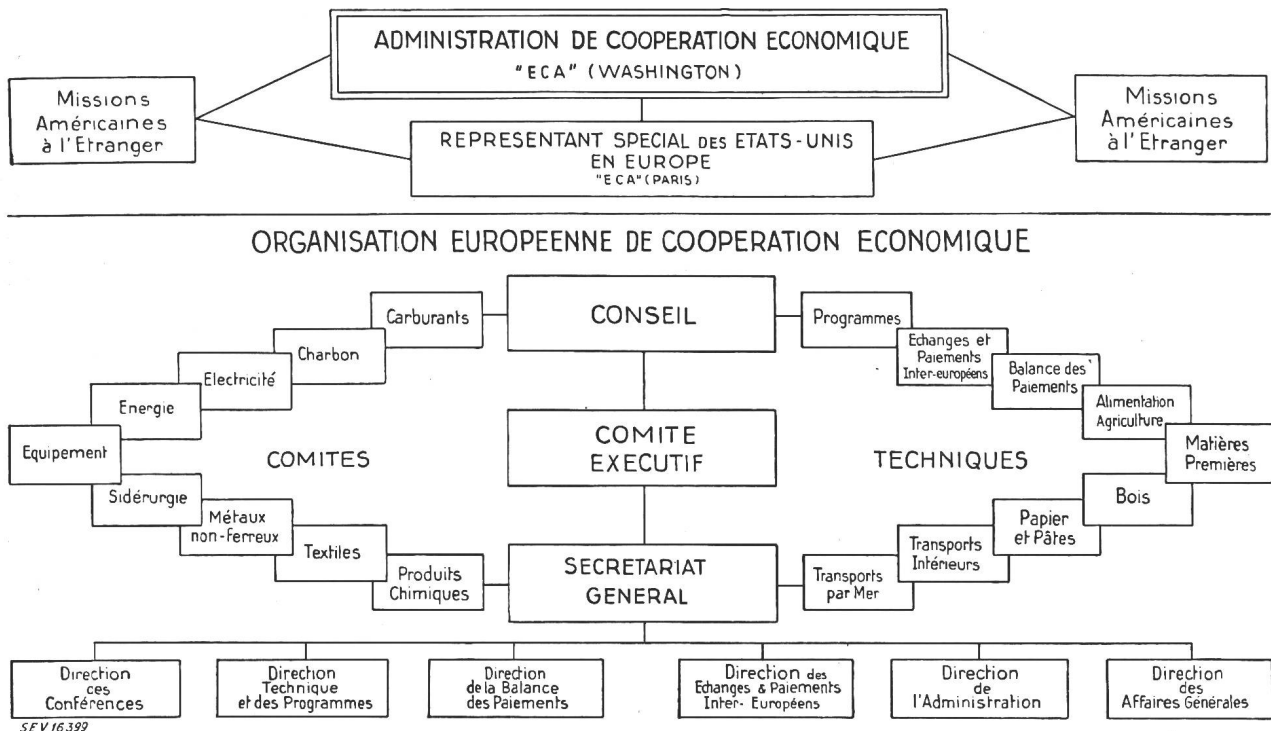 ADMINISTRATION DE COOPERATION ECONOMIQUE
"ECA" (WASHINGTON)
Missions
Américaines
à l'Etranger
Missions
Américaines
à l'Etranger
REPRESENTANT SPECIAL DES ETATS-UNIS
EN EUROPE
"ECA" (PARIS)
ORGANISATION EUROPEENNE DE COOPERATION ECONOMIQUE
Carburants
Charbon
Electricité
Energie
Equipement
Sidérurgie
Métaux
non-Ferreux
Textiles
Produits
Chimiques
COMITES
CONSEIL
COMITE
EXECUTIF
SECRETARIAT
GENERAL
TECHNIQUES
Programmes
Echanges et
Paiements
Inter-européens
Balance des
Paiements
Alimentation
Agriculture
Matières
Premières
Bois
Papier
et Pâtes
Transports
Intérieurs
Transports
par Mer
Direction
ces
Conférences
Direction
Technique
et des Programmes
Direction
de la Balance
des Paiements
Direction des
Echanges & Paiements
Inter-Européens
Direction
de
l'Administration
Direction
des
Affaires Générales
SEV 16399